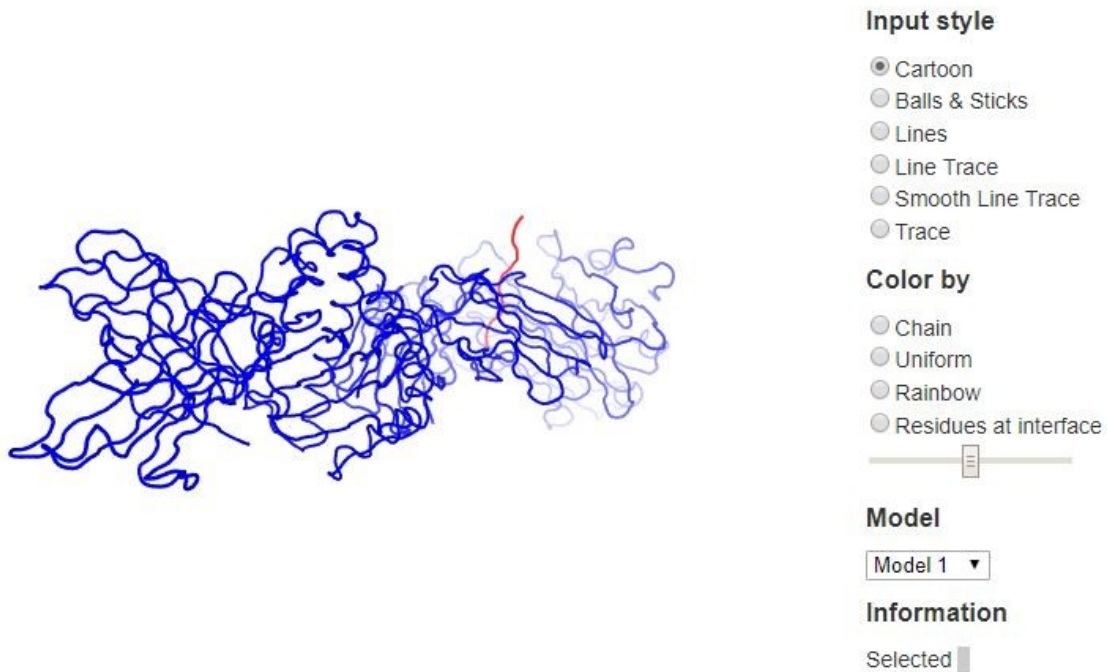 Input style
Cartoon
Balls & Sticks
Lines
Line Trace
Smooth Line Trace
Trace
Color by
Chain
Uniform
Rainbow
Residues at interface
Model
Model 1
Information
Selected